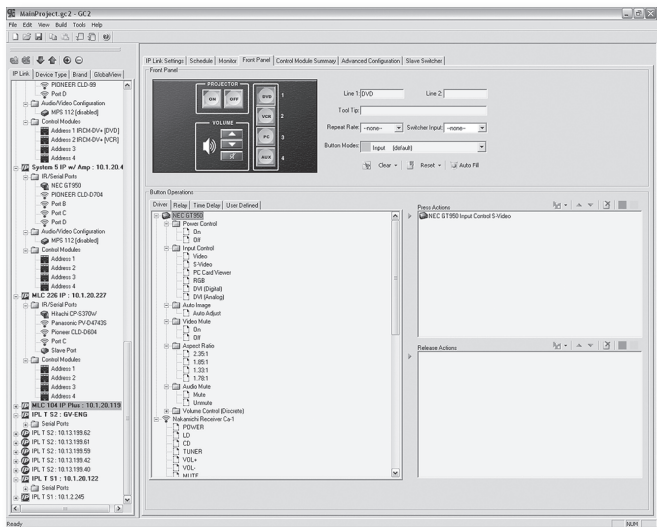 MainProject.gc2 - GC2
File Edit View Build Tools Help
IP Link Device Type Brand GlobalView
PIONEER CLD-99
Port D
Audio/Video Configuration
MPS 112 [disabled]
Control Modules
Address 1 IRCM-DV+ [DVD]
Address 2 IRCM-DV+ [VCR]
Address 3
Address 4
System 5 IP w/ Amp : 10.1.20.4
IR/Serial Ports
NEC GT950
PIONEER CLD-D704
Port B
Port C
Port D
Audio/Video Configuration
MPS 112 [disabled]
Control Modules
Address 1
Address 2
Address 3
Address 4
MLC 226 IP : 10.1.20.227
IR/Serial Ports
Hitachi CP-S370W
Panasonic PV-D4743S
Pioneer CLD-D604
Port C
Slave Port
Control Modules
Address 1
Address 2
Address 3
Address 4
MLC 104 IP Plus : 10.1.20.119
IPL T S2 : GV-ENG
Serial Ports
IPL T S2 : 10.13.199.62
IPL T S2 : 10.13.199.61
IPL T S2 : 10.13.199.59
IPL T S2 : 10.13.199.42
IPL T S2 : 10.13.199.40
IPL T S1 : 10.1.20.122
Serial Ports
IPL T S1 : 10.1.2.245
IP Link Settings Schedule Monitor Front Panel Control Module Summary Advanced Configuration Slave Switcher
Front Panel
PROJECTOR
ON OFF
VOLUME
DVD 1
VCR 2
PC 3
AUX 4
Line 1: DVD Line 2:
Tool Tip:
Repeat Rate: --none-- Switcher Input: --none--
Button Modes: Input (default)
Clear Reset Auto Fill
Button Operations
Driver Relay Time Delay User Defined
NEC GT950
Power Control
On
Off
Input Control
Video
S-Video
PC Card Viewer
RGB
DVI (Digital)
DVI (Analog)
Auto Image
Auto Adjust
Video Mute
On
Off
Aspect Ratio
2.35:1
1.85:1
1.33:1
1.78:1
Audio Mute
Mute
Unmute
Volume Control (Discrete)
Nakamichi Receiver Ca-1
POWER
LD
CD
TUNER
VOL+
VOL-
MUTE
Press Actions
NEC GT950 Input Control S-Video
Release Actions
Ready
NUM